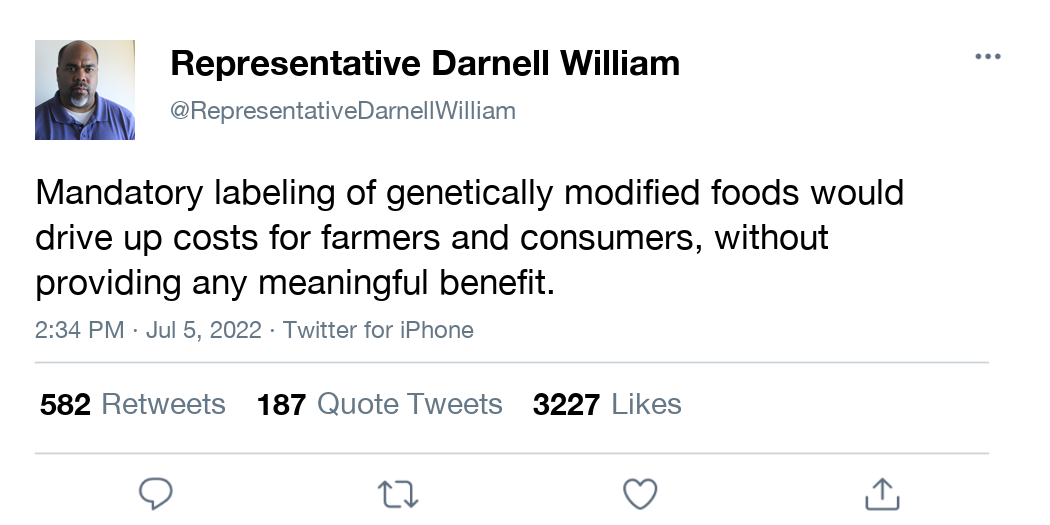 Representative Darnell William
@RepresentativeDarnellWilliam
Mandatory labeling of genetically modified foods would
drive up costs for farmers and consumers, without
providing any meaningful benefit.
2:34 PM · Jul 5, 2022 · Twitter for iPhone
582 Retweets 187 Quote Tweets 3227 Likes